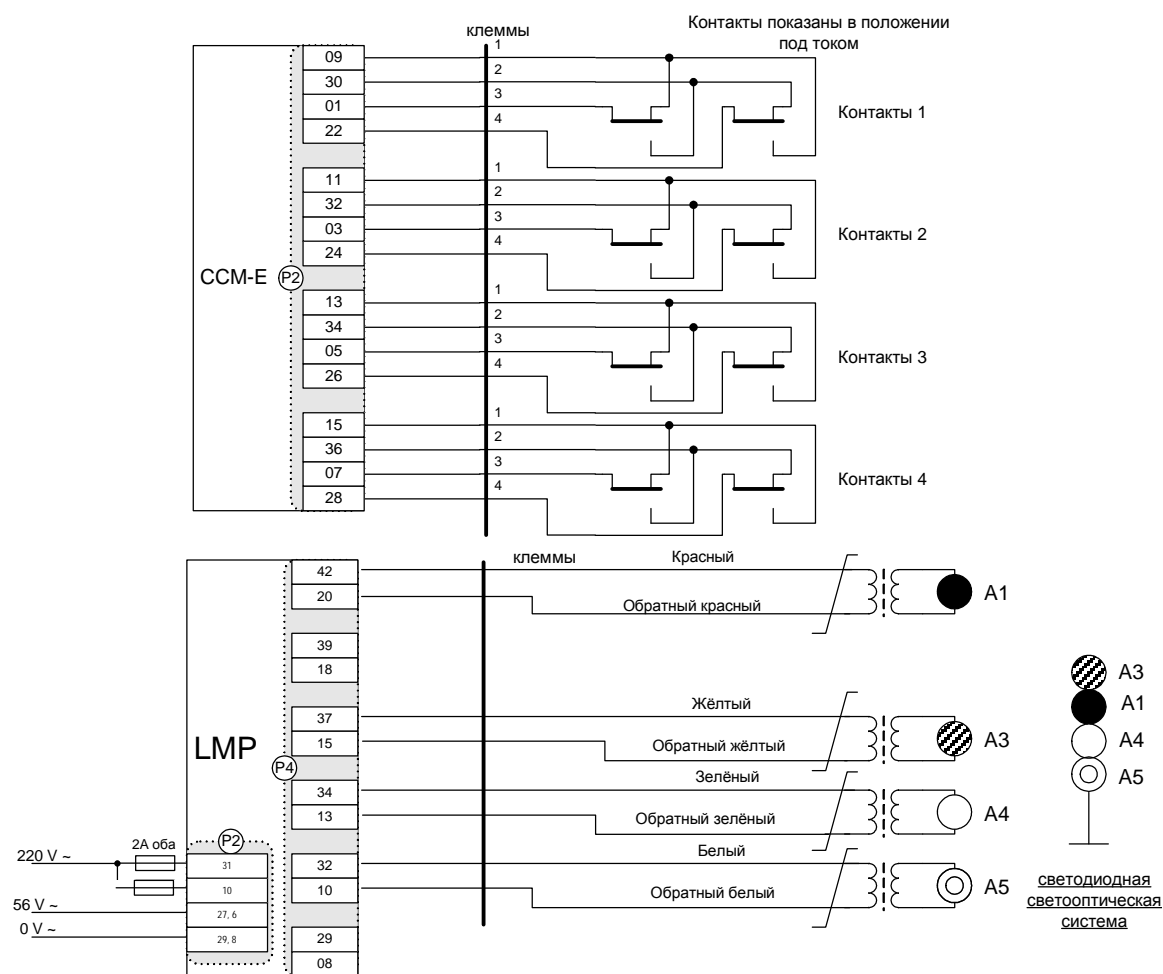 клеммы
Контакты показаны в положении
под током
09
30
01
22
1
2
3
4
Контакты 1
11
32
03
24
1
2
3
4
Контакты 2
CCM-E
P2
13
34
05
26
1
2
3
4
Контакты 3
15
36
07
28
1
2
3
4
Контакты 4
клеммы
LMP
P4
42
20
Красный
Обратный красный
A1
39
18
37
15
Жёлтый
Обратный жёлтый
A3
34
13
Зелёный
Обратный зелёный
A4
32
10
Белый
Обратный белый
A5
29
08
P2
2А оба
220 V ~
56 V ~
0 V ~
31
10
27, 6
29, 8
A3
A1
A4
A5
светодиодная
светооптическая
система